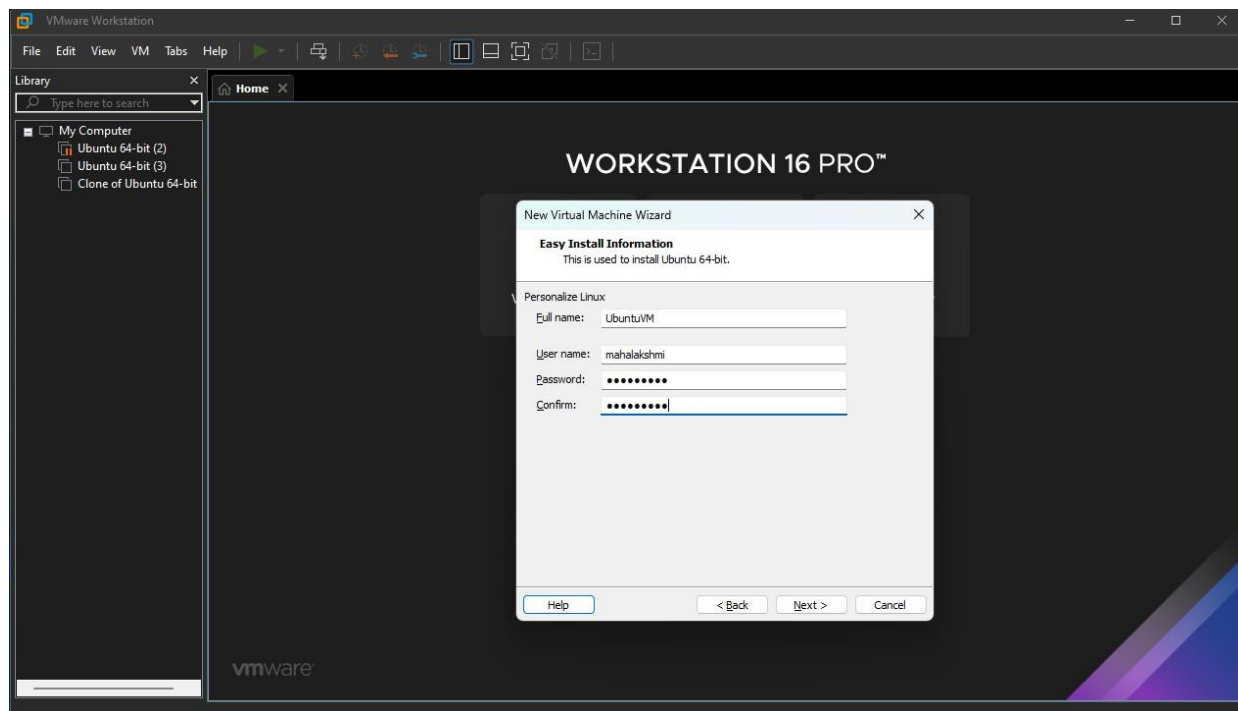 VMware Workstation
File Edit View VM Tabs Help
Library
Home
Type here to search
My Computer
Ubuntu 64-bit (2)
Ubuntu 64-bit (3)
Clone of Ubuntu 64-bit
WORKSTATION 16 PRO™
New Virtual Machine Wizard
Easy Install Information
This is used to install Ubuntu 64-bit.
Personalize Linux
Full name: UbuntuVM
User name: mahalakshmi
Password: •••••••••
Confirm: •••••••••
Help < Back Next > Cancel
vmware